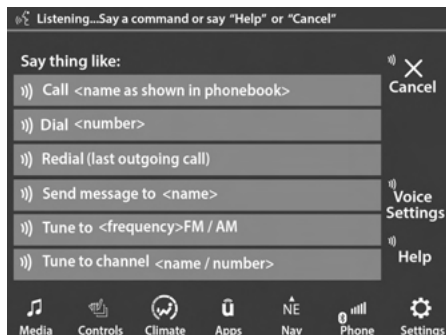 Listening...Say a command or say “Help” or “Cancel”
Say thing like:
Call <name as shown in phonebook>
Dial <number>
Redial (last outgoing call)
Send message to <name>
Tune to <frequency>FM / AM
Tune to channel <name / number>
Cancel
Voice
Settings
Help
NE
Media Controls Climate Apps Nav Phone Settings